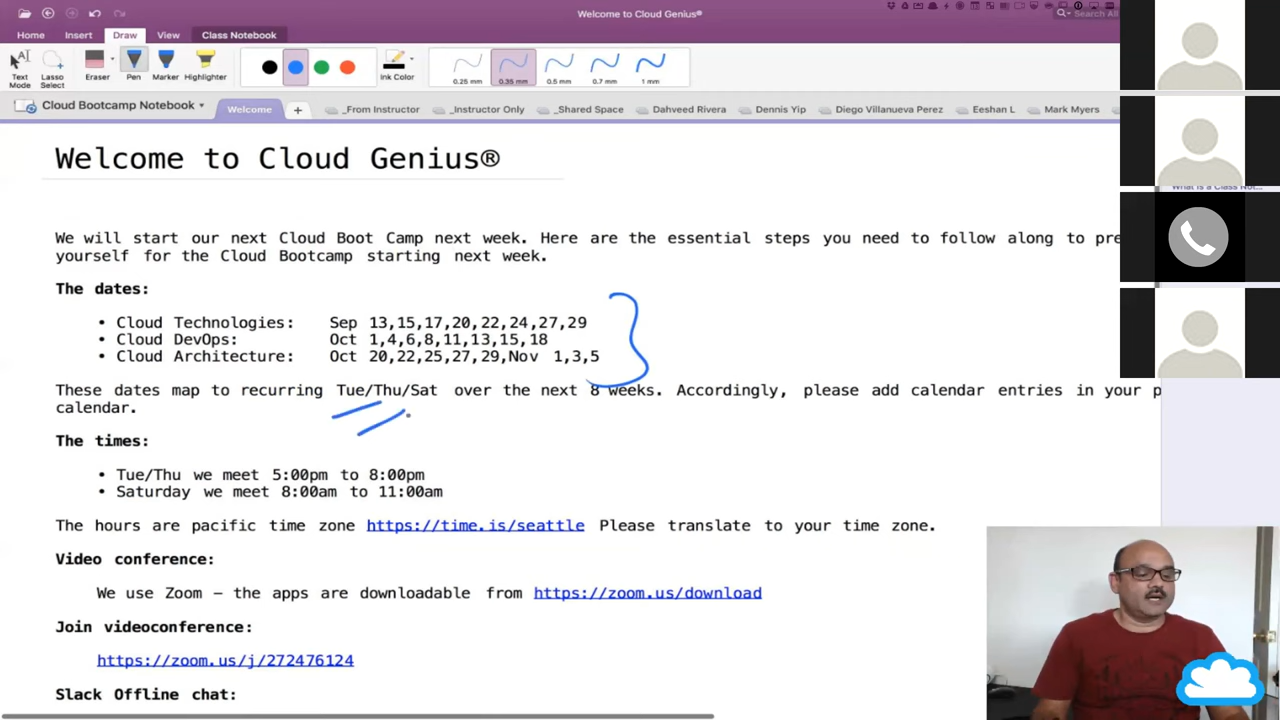 Welcome to Cloud Genius®
Search All
Home Insert Draw View Class Notebook
Text Mode
Lasso Select
Eraser
Pen
Marker
Highlighter
Ink Color
0.25 mm
0.35 mm
0.5 mm
0.7 mm
1 mm
Cloud Bootcamp Notebook
Welcome + _From Instructor _Instructor Only _Shared Space Dahveed Rivera Dennis Yip Diego Villanueva Perez Eeshan L Mark Myers
Welcome to Cloud Genius®
We will start our next Cloud Boot Camp next week. Here are the essential steps you need to follow along to pre
yourself for the Cloud Bootcamp starting next week.
The dates:
• Cloud Technologies: Sep 13,15,17,20,22,24,27,29
• Cloud DevOps: Oct 1,4,6,8,11,13,15,18
• Cloud Architecture: Oct 20,22,25,27,29,Nov 1,3,5
These dates map to recurring Tue/Thu/Sat over the next 8 weeks. Accordingly, please add calendar entries in your p
calendar.
The times:
• Tue/Thu we meet 5:00pm to 8:00pm
• Saturday we meet 8:00am to 11:00am
The hours are pacific time zone https://time.is/seattle Please translate to your time zone.
Video conference:
We use Zoom – the apps are downloadable from https://zoom.us/download
Join videoconference:
https://zoom.us/j/272476124
Slack Offline chat:
What is a Class Not...